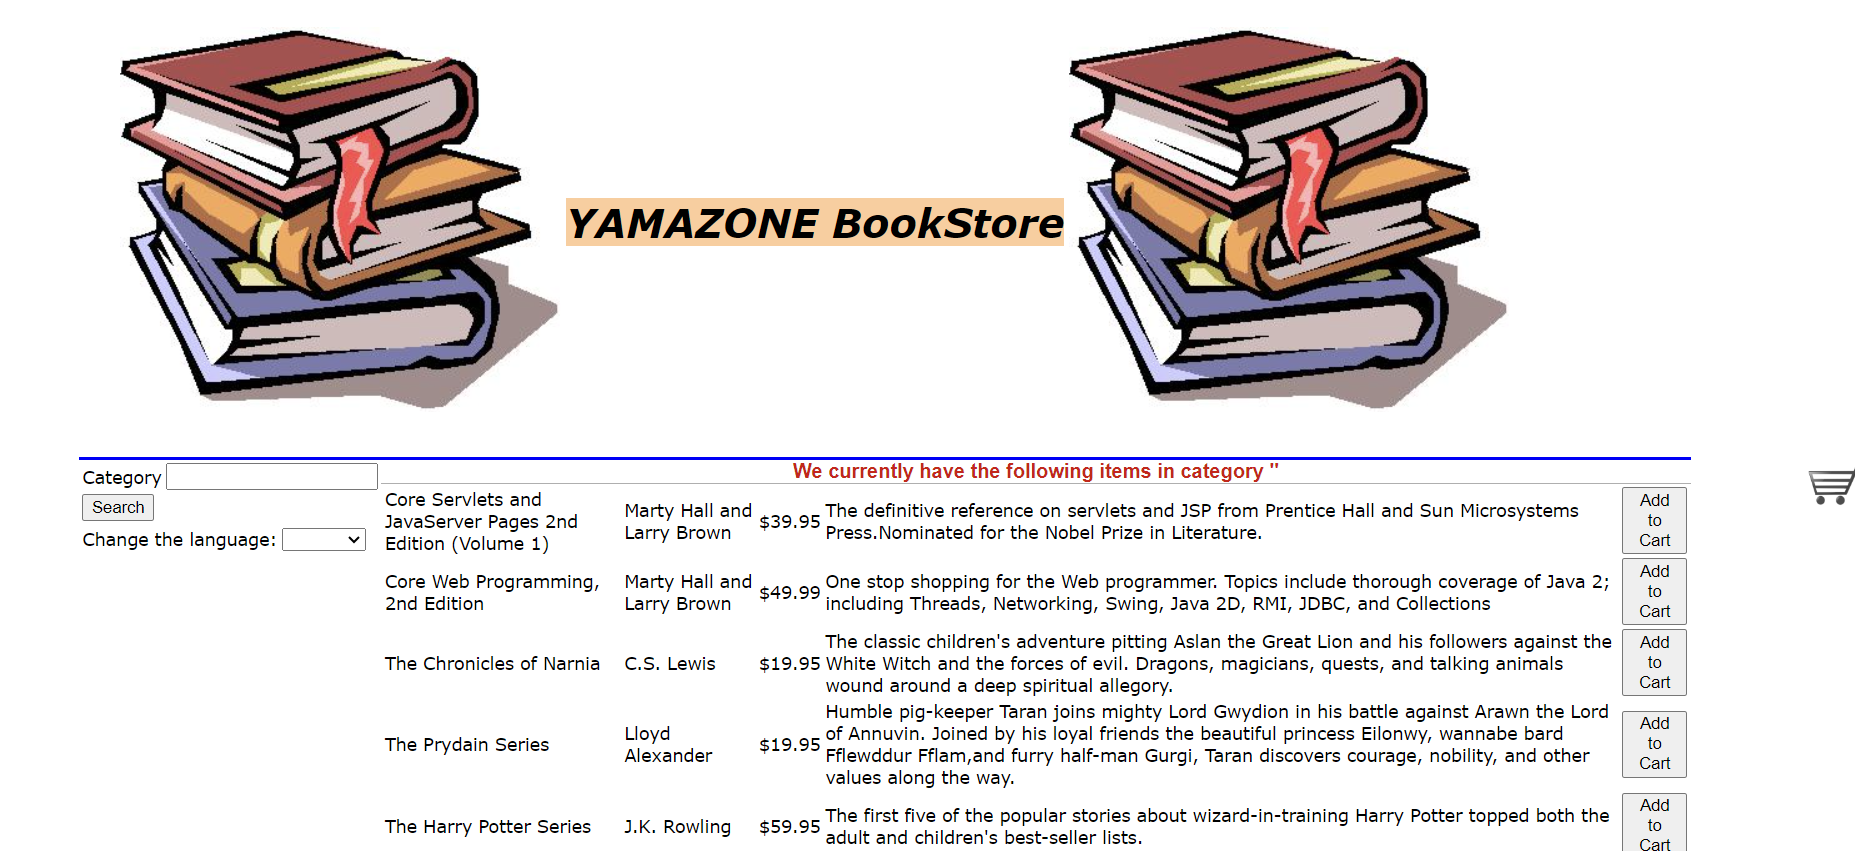 YAMAZONE BookStore
Category
Search
Change the language:
We currently have the following items in category "
Core Servlets and
JavaServer Pages 2nd
Edition (Volume 1)
Marty Hall and
Larry Brown
$39.95
The definitive reference on servlets and JSP from Prentice Hall and Sun Microsystems
Press.Nominated for the Nobel Prize in Literature.
Add
to
Cart
Core Web Programming,
2nd Edition
Marty Hall and
Larry Brown
$49.99
One stop shopping for the Web programmer. Topics include thorough coverage of Java 2;
including Threads, Networking, Swing, Java 2D, RMI, JDBC, and Collections
Add
to
Cart
The Chronicles of Narnia
C.S. Lewis
$19.95
The classic children's adventure pitting Aslan the Great Lion and his followers against the
White Witch and the forces of evil. Dragons, magicians, quests, and talking animals
wound around a deep spiritual allegory.
Add
to
Cart
The Prydain Series
Lloyd
Alexander
$19.95
Humble pig-keeper Taran joins mighty Lord Gwydion in his battle against Arawn the Lord
of Annuvin. Joined by his loyal friends the beautiful princess Eilonwy, wannabe bard
Fflewddur Fflam,and furry half-man Gurgi, Taran discovers courage, nobility, and other
values along the way.
Add
to
Cart
The Harry Potter Series
J.K. Rowling
$59.95
The first five of the popular stories about wizard-in-training Harry Potter topped both the
adult and children's best-seller lists.
Add
to
Cart